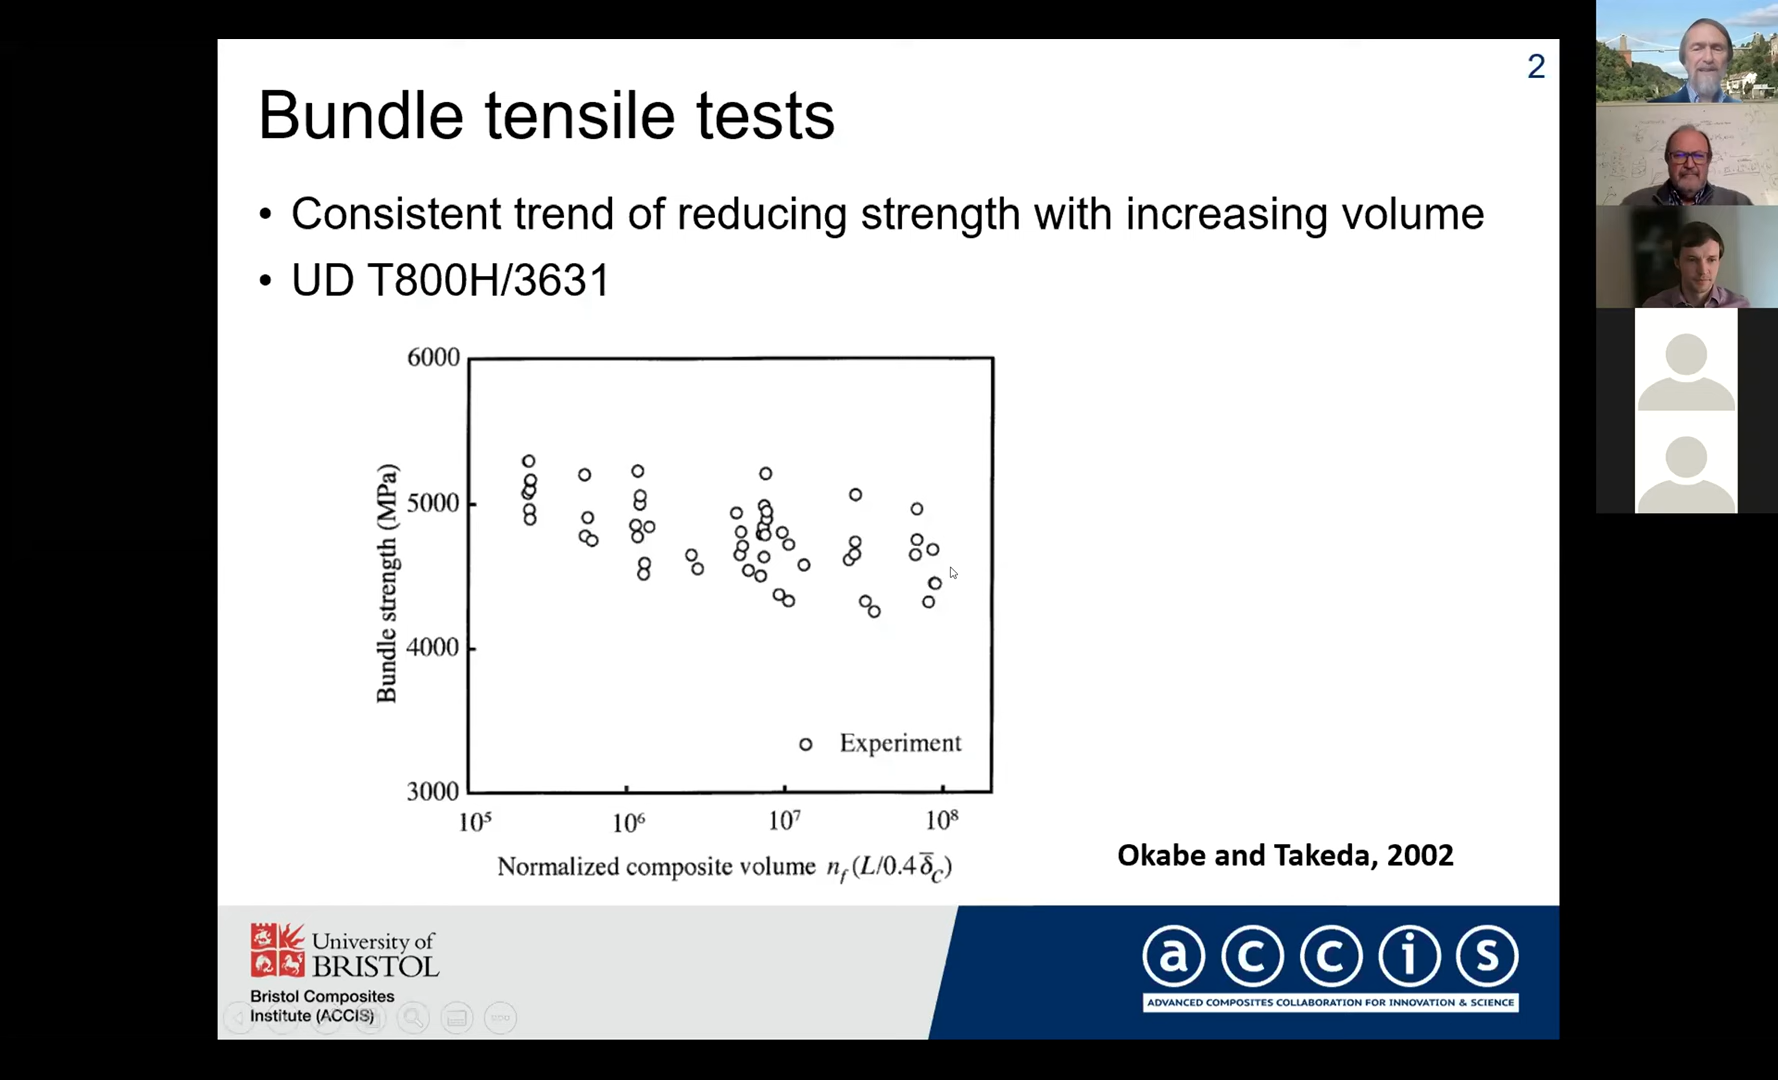 2
Bundle tensile tests
• Consistent trend of reducing strength with increasing volume
• UD T800H/3631
6000
5000
4000
3000
Bundle strength (MPa)
Experiment
10⁵ 10⁶ 10⁷ 10⁸
Normalized composite volume n_f (L/0.4 δ̄_c)
Okabe and Takeda, 2002
University of
BRISTOL
Bristol Composites
Institute (ACCIS)
accis
ADVANCED COMPOSITES COLLABORATION FOR INNOVATION & SCIENCE